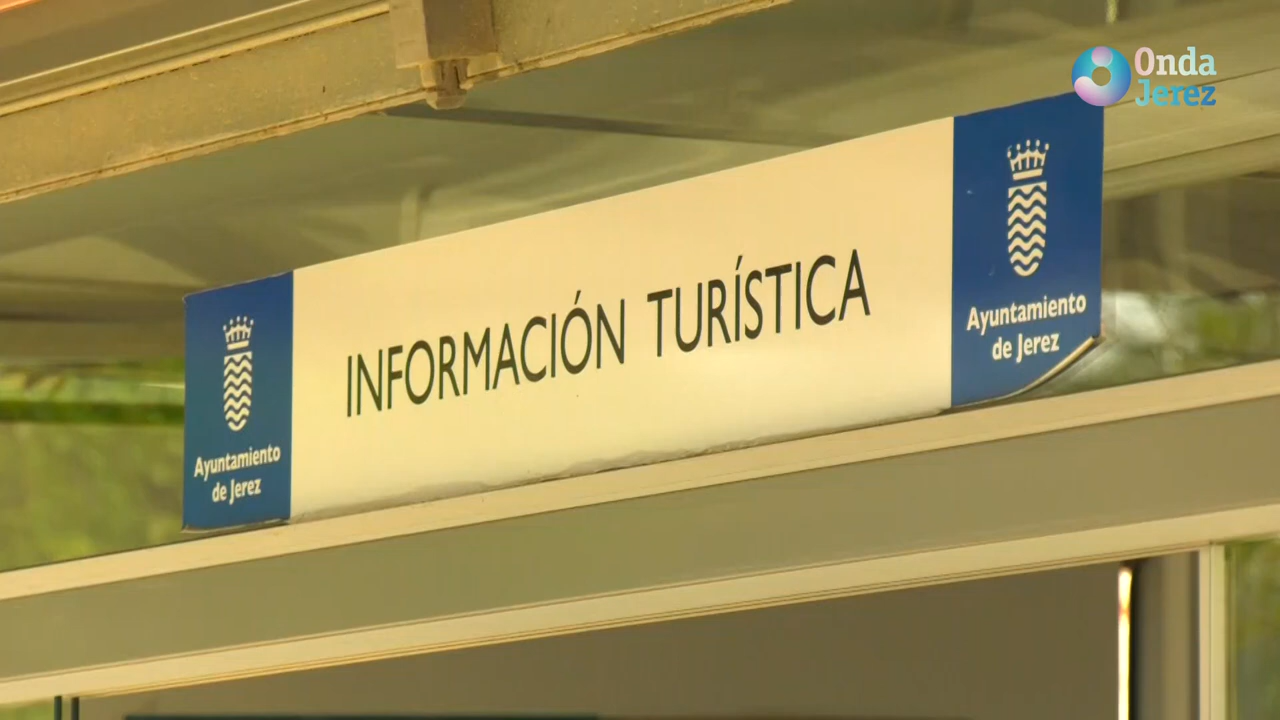 Onda
Jerez
INFORMACIÓN TURÍSTICA
Ayuntamiento
de Jerez
Ayuntamiento
de Jerez